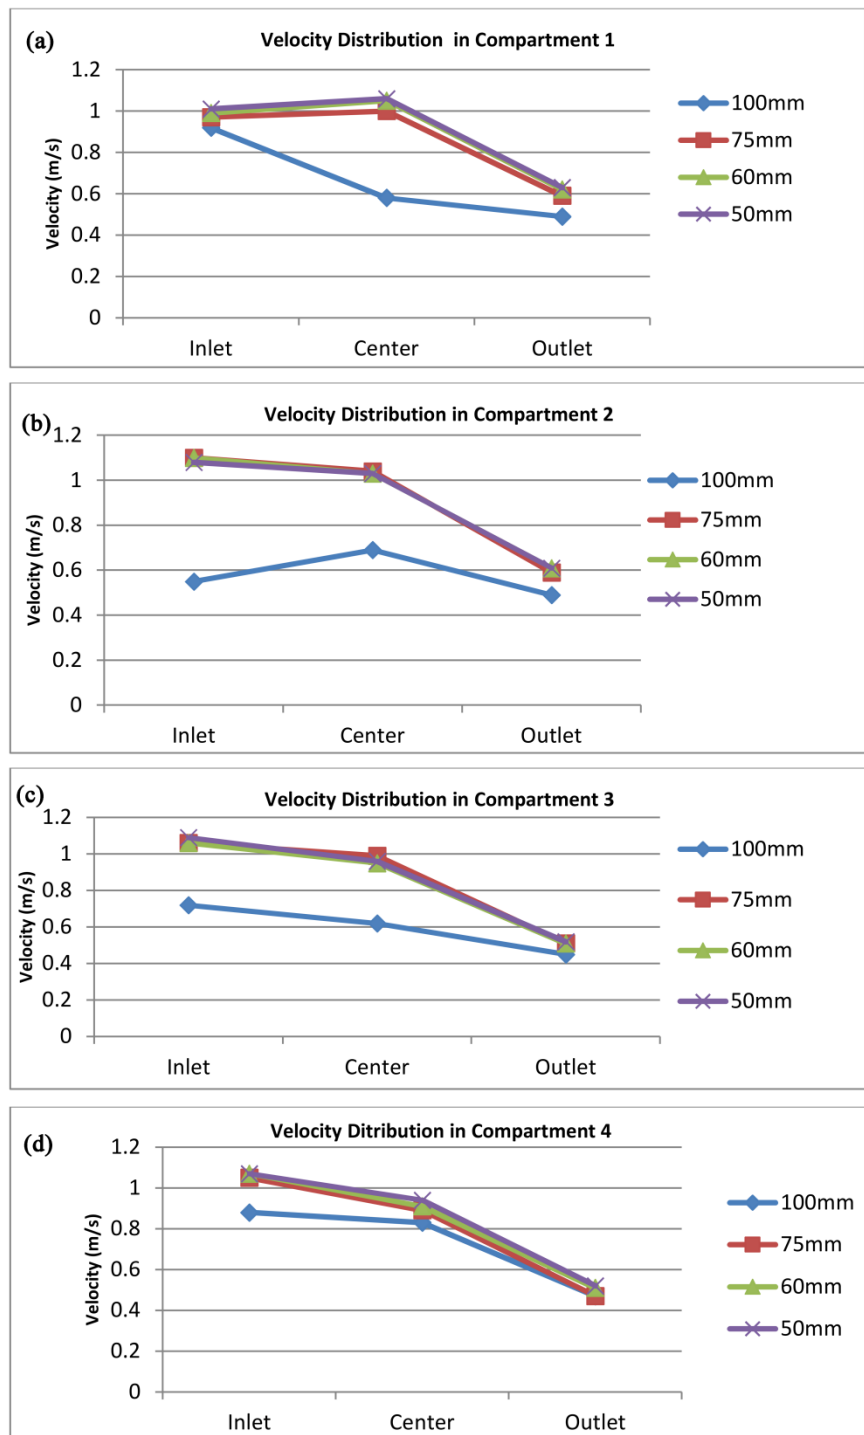 (a)
Velocity Distribution in Compartment 1
Velocity (m/s)
1.2
1
0.8
0.6
0.4
0.2
0
Inlet Center Outlet
100mm
75mm
60mm
50mm
(b)
Velocity Distribution in Compartment 2
Velocity (m/s)
1.2
1
0.8
0.6
0.4
0.2
0
Inlet Center Outlet
100mm
75mm
60mm
50mm
(c)
Velocity Distribution in Compartment 3
Velocity (m/s)
1.2
1
0.8
0.6
0.4
0.2
0
Inlet Center Outlet
100mm
75mm
60mm
50mm
(d)
Velocity Ditribution in Compartment 4
Velocity (m/s)
1.2
1
0.8
0.6
0.4
0.2
0
Inlet Center Outlet
100mm
75mm
60mm
50mm